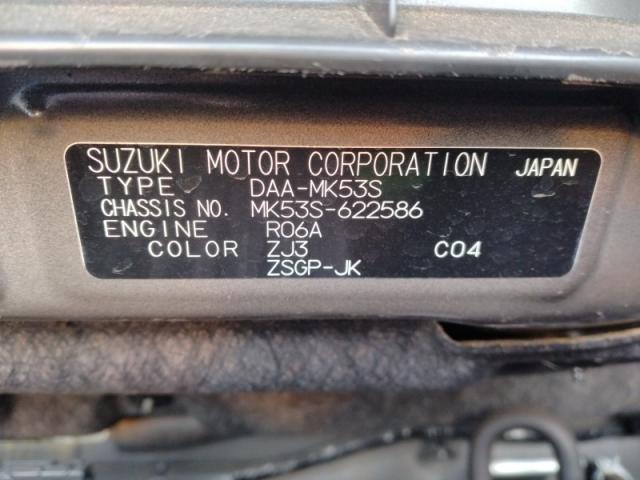 SUZUKI MOTOR CORPORATION JAPAN
TYPE DAA-MK53S
CHASSIS NO. MK53S-622586
ENGINE R06A
COLOR ZJ3 C04
ZSGP-JK